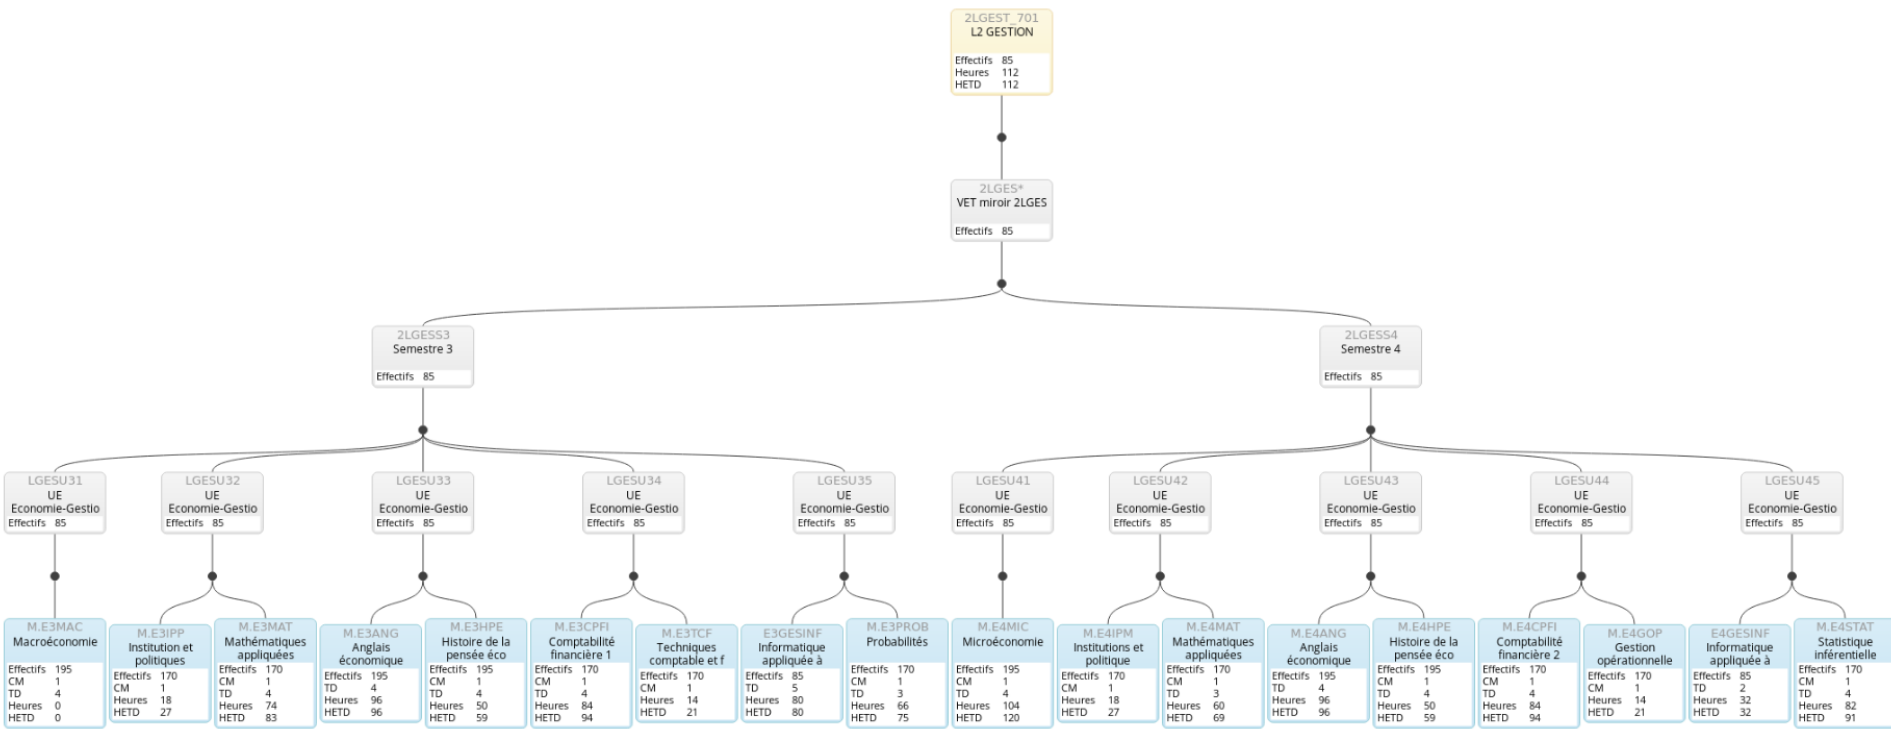 2LGEST_701
L2 GESTION
Effectifs 85
Heures 112
HETD 112
2LGES*
VET miroir 2LGES
Effectifs 85
2LGESS3
Semestre 3
Effectifs 85
2LGESS4
Semestre 4
Effectifs 85
LGESU31
UE
Economie-Gestio
Effectifs 85
LGESU32
UE
Economie-Gestio
Effectifs 85
LGESU33
UE
Economie-Gestio
Effectifs 85
LGESU34
UE
Economie-Gestio
Effectifs 85
LGESU35
UE
Economie-Gestio
Effectifs 85
LGESU41
UE
Economie-Gestio
Effectifs 85
LGESU42
UE
Economie-Gestio
Effectifs 85
LGESU43
UE
Economie-Gestio
Effectifs 85
LGESU44
UE
Economie-Gestio
Effectifs 85
LGESU45
UE
Economie-Gestio
Effectifs 85
M.E3MAC
Macroéconomie
Effectifs 195
CM 1
TD 4
Heures 0
HETD 0
M.E3IPP
Institution et
politiques
Effectifs 170
CM 1
Heures 18
HETD 27
M.E3MAT
Mathématiques
appliquées
Effectifs 170
CM 1
TD 4
Heures 74
HETD 83
M.E3ANG
Anglais
économique
Effectifs 195
TD 4
Heures 96
HETD 96
M.E3HPE
Histoire de la
pensée éco
Effectifs 195
CM 1
TD 4
Heures 50
HETD 59
M.E3CPFI
Comptabilité
financière 1
Effectifs 170
CM 1
TD 4
Heures 84
HETD 94
M.E3TCF
Techniques
comptable et f
Effectifs 170
CM 1
Heures 14
HETD 21
E3GESINF
Informatique
appliquée à
Effectifs 85
TD 5
Heures 80
HETD 80
M.E3PROB
Probabilités
Effectifs 170
CM 1
TD 3
Heures 66
HETD 75
M.E4MIC
Microéconomie
Effectifs 195
CM 1
TD 4
Heures 104
HETD 120
M.E4IPM
Institutions et
politique
Effectifs 170
CM 1
Heures 18
HETD 27
M.E4MAT
Mathématiques
appliquées
Effectifs 170
CM 1
TD 3
Heures 60
HETD 69
M.E4ANG
Anglais
économique
Effectifs 195
TD 4
Heures 96
HETD 96
M.E4HPE
Histoire de la
pensée éco
Effectifs 195
CM 1
TD 4
Heures 50
HETD 59
M.E4CPFI
Comptabilité
financière 2
Effectifs 170
CM 1
TD 4
Heures 84
HETD 94
M.E4GOP
Gestion
opérationnelle
Effectifs 170
CM 1
Heures 14
HETD 21
E4GESINF
Informatique
appliquée à
Effectifs 85
TD 2
Heures 32
HETD 32
M.E4STAT
Statistique
inférentielle
Effectifs 170
CM 1
TD 4
Heures 82
HETD 91